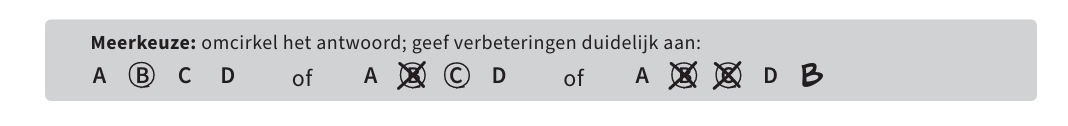 Meerkeuze: omcirkel het antwoord; geef verbeteringen duidelijk aan:
A B C D of A B C D of A B C D B